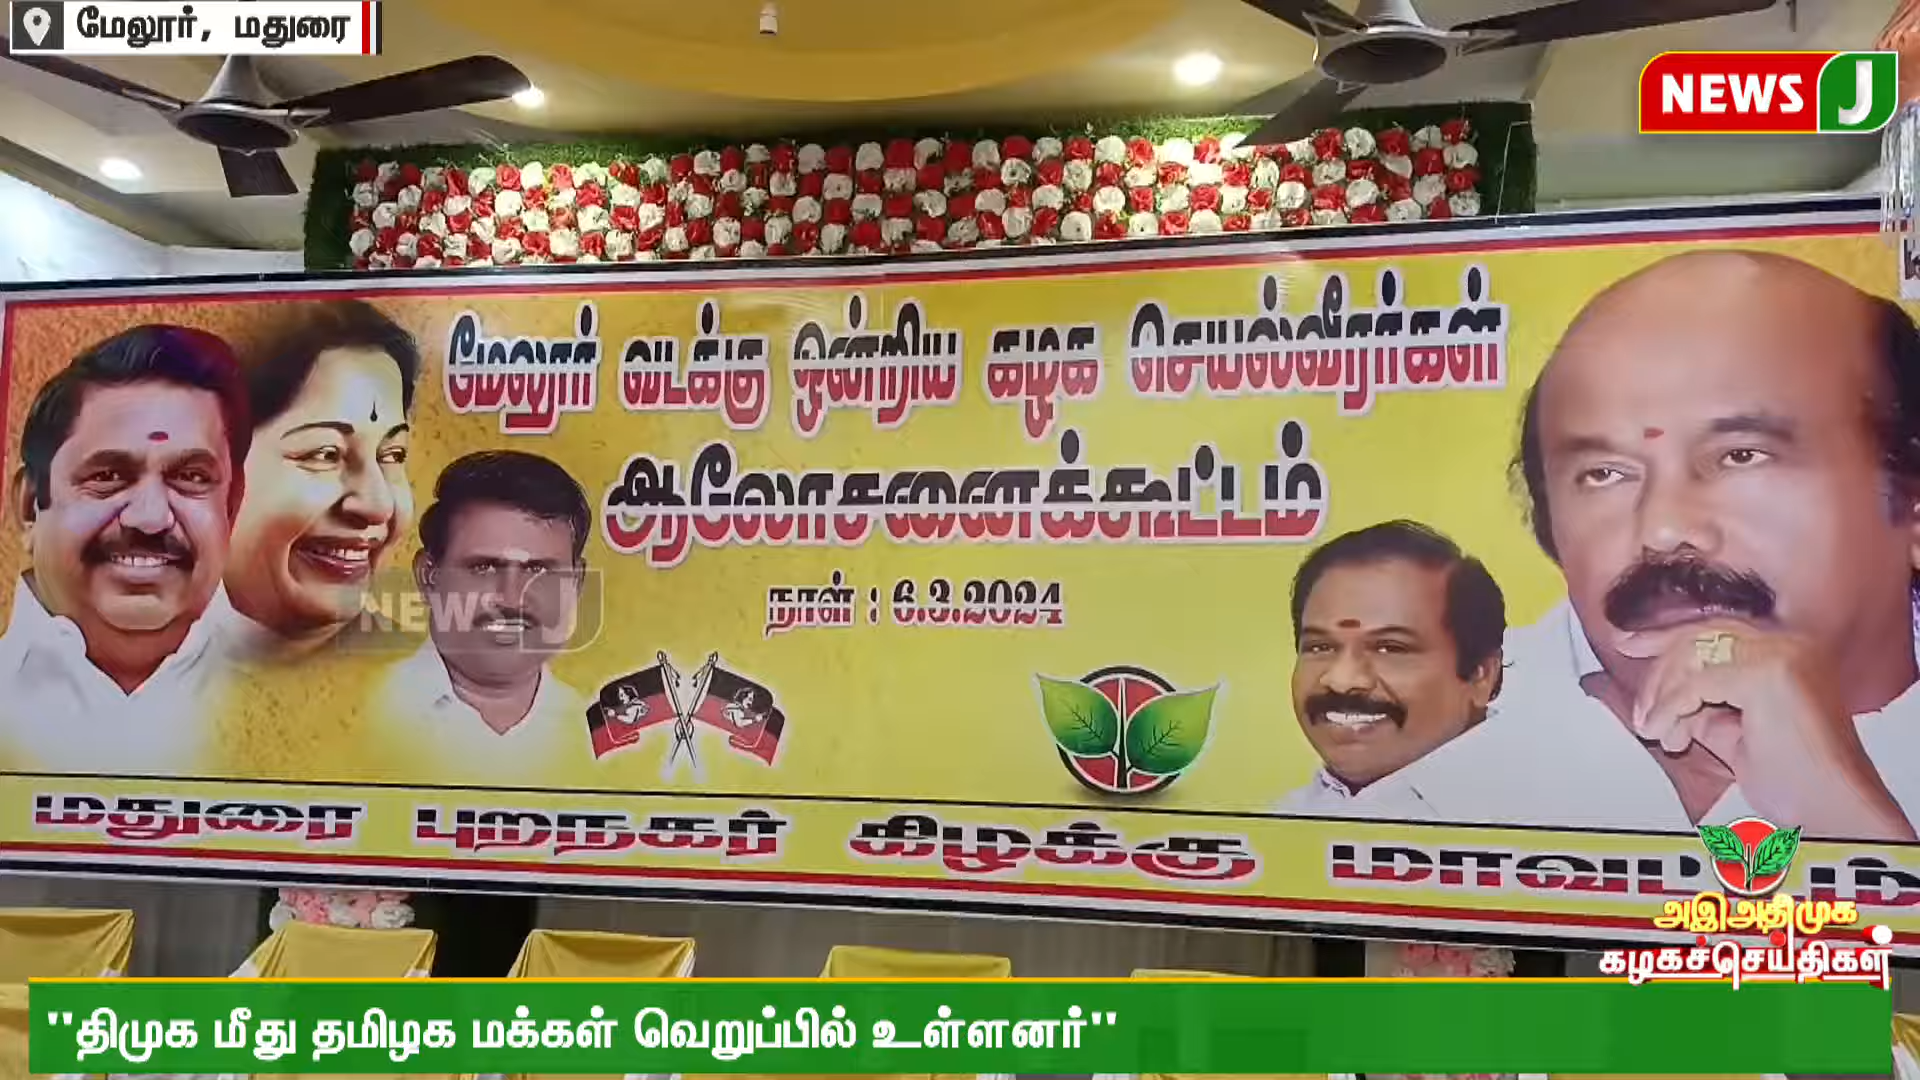 மேலூர், மதுரை
NEWS J
மேலூர் வடக்கு ஒன்றிய கழக செயல்வீரர்கள்
ஆலோசனைக்கூட்டம்
நாள் : 6.3.2024
NEWS J
மதுரை புறநகர் கிழக்கு மாவட்டம்
அஇஅதிமுக
கழகச்செய்திகள்
"திமுக மீது தமிழக மக்கள் வெறுப்பில் உள்ளனர்"